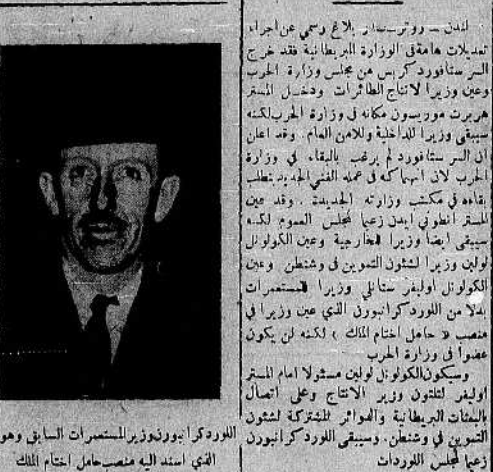 لندن – روتر – صدر بلاغ رسمي عن اجراء
تعديلات هامة في الوزارة البريطانية فقد خرج
السر ستافورد كربس من مجلس وزارة الحرب
وعين وزيرا لانتاج الطائرات ودخل المستر
هربرت موريسون مكانه في وزارة الحرب لكنه
سيبقى وزيرا للداخلية وللامن العام . وقد اعلن
ان السر ستافورد لم يرغب بالبقاء في وزارة
الحرب لان انهماكه في عمله الفني الجديد يتطلب
بقاءه في مكتب وزارته الجديدة . وقد عين
المستر انطوني ايدن زعيما لمجلس العموم لكنه
سيبقى ايضا وزيرا للخارجية وعين الكولونل
لولين وزيرا لشئون التموين في وشنطن وعين
الكولونل اوليفر ستانلي وزيرا للمستعمرات
بدلا من اللورد كرانبورن الذي عين وزيرا في
منصب « حامل اختام الملك » لكنه لن يكون
عضوا في وزارة الحرب
وسيكون الكولونل لولين مسئولا امام المستر
اوليفر لتلتون وزير الانتاج وعلى اتصال
بالبعثات البريطانية والدوائر المشتركة لشئون
التموين في وشنطن . وسيبقى اللورد كرانبورن
زعيما لمجلس اللوردات
اللورد كرانبورن وزير المستعمرات السابق وهو
الذي اسند اليه منصب حامل اختام الملك